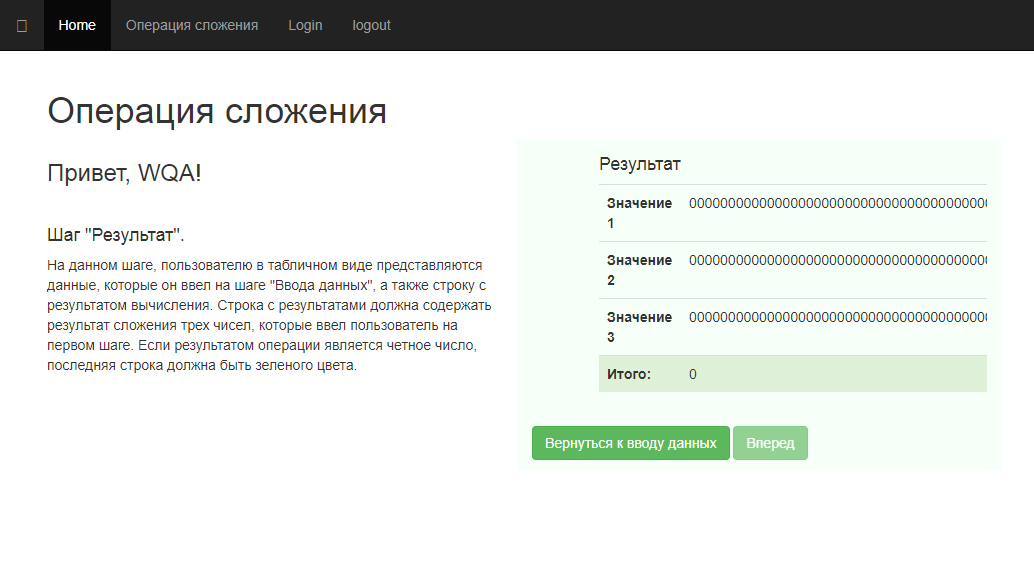 Home Операция сложения Login logout
Операция сложения
Привет, WQA!
Шаг "Результат".
На данном шаге, пользователю в табличном виде представляются
данные, которые он ввел на шаге "Ввода данных", а также строку с
результатом вычисления. Строка с результатами должна содержать
результат сложения трех чисел, которые ввел пользователь на
первом шаге. Если результатом операции является четное число,
последняя строка должна быть зеленого цвета.
Результат
Значение 000000000000000000000000000000000000000
1
Значение 000000000000000000000000000000000000000
2
Значение 000000000000000000000000000000000000000
3
Итого: 0
Вернуться к вводу данных Вперед